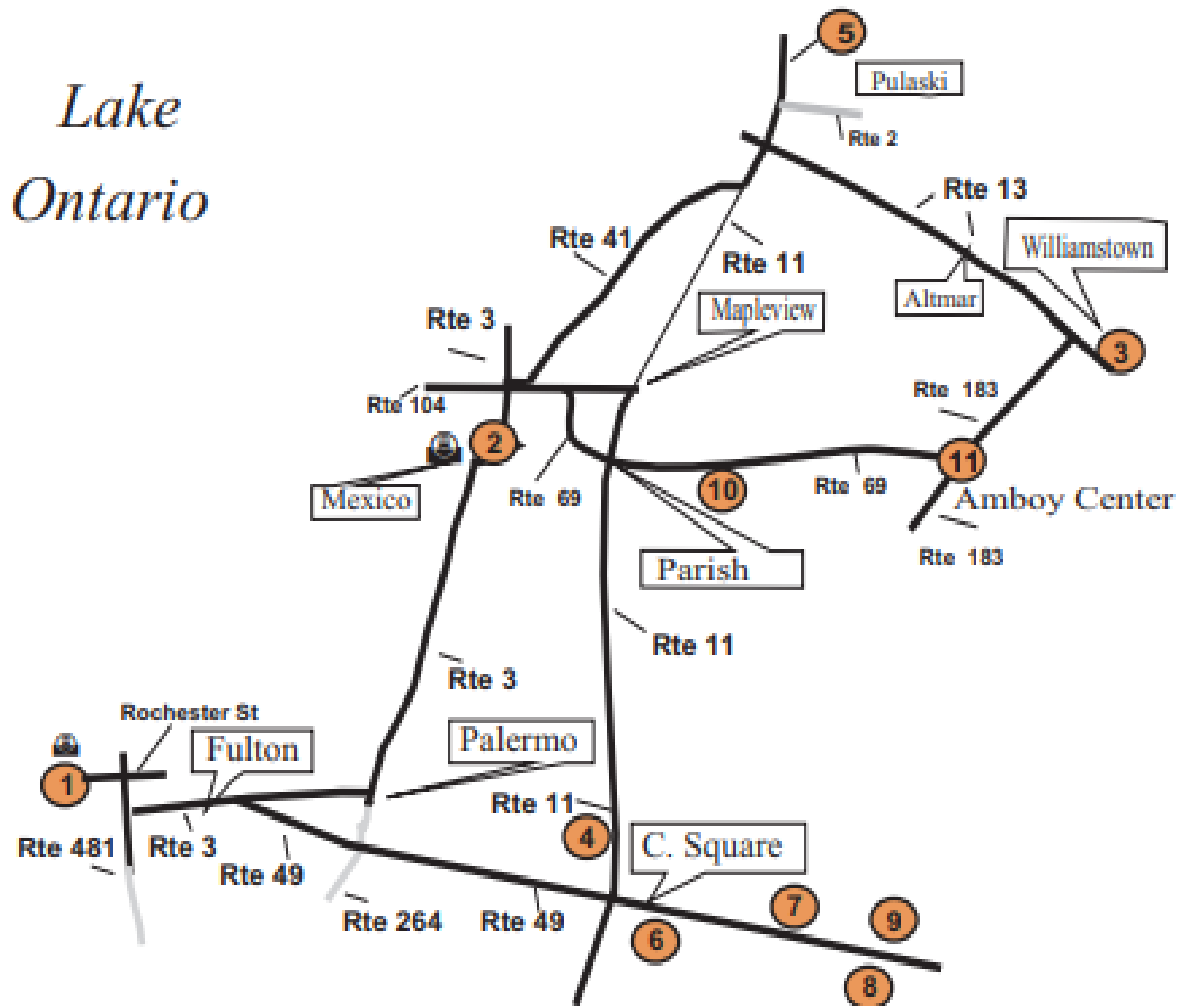 5
Lake
Pulaski
Rte 2
Ontario
Rte 13
Rte 41
Williamstown
Rte 11
Altmar
Mapleview
Rte 3
3
Rte 183
Rte 104
2
11
10
Rte 69
Rte 69
Mexico
Amboy Center
Rte 183
Parish
Rte 11
Rte 3
Rochester St
Fulton
Palermo
1
Rte 11
4
C. Square
Rte 481
Rte 3
Rte 49
7
9
Rte 264
Rte 49
6
8